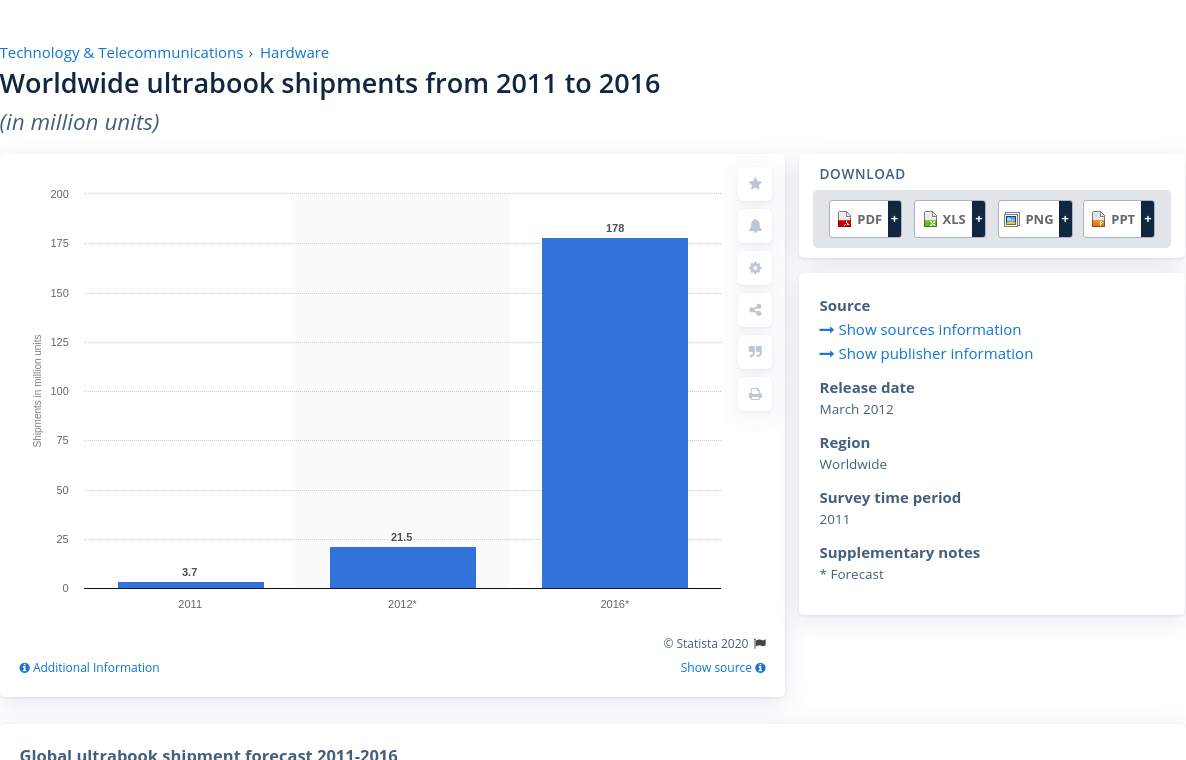 Technology & Telecommunications › Hardware
Worldwide ultrabook shipments from 2011 to 2016
(in million units)
200
175
150
125
100
75
50
25
0
Shipments in million units
3.7
21.5
178
2011
2012*
2016*
© Statista 2020
Additional Information
Show source
DOWNLOAD
PDF + XLS + PNG + PPT +
Source
Show sources information
Show publisher information
Release date
March 2012
Region
Worldwide
Survey time period
2011
Supplementary notes
* Forecast
Global ultrabook shipment forecast 2011-2016